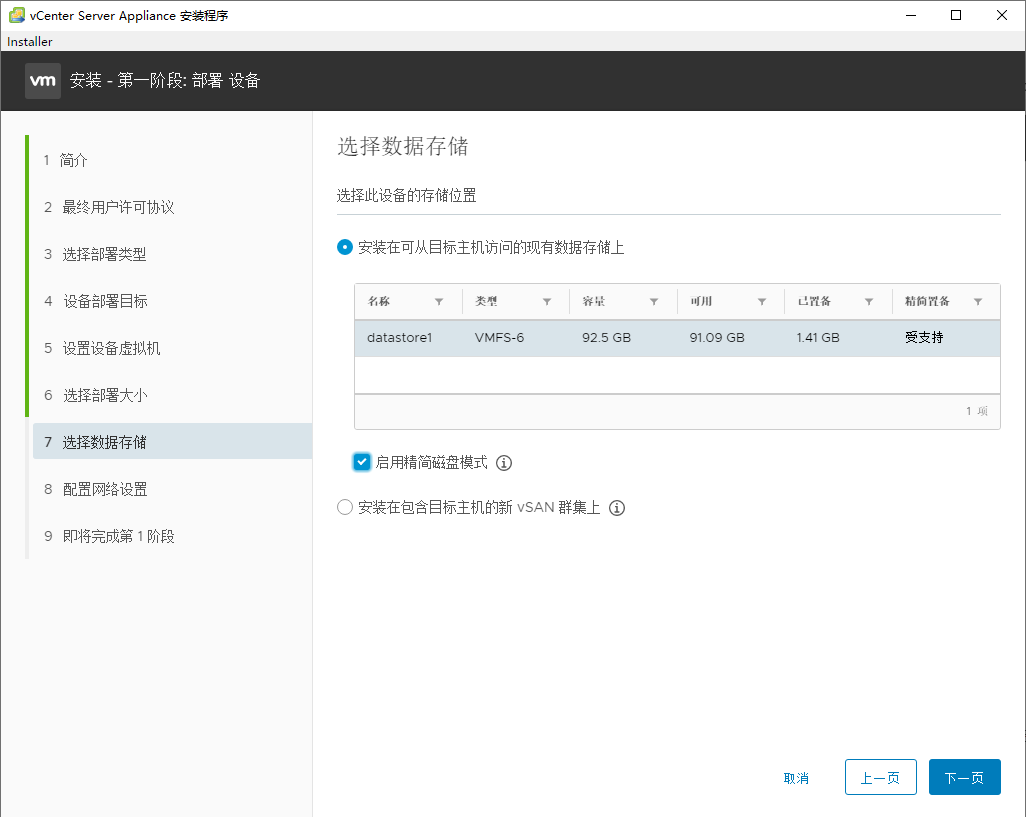 vCenter Server Appliance 安装程序
Installer
vm 安装 - 第一阶段: 部署 设备
1 简介
2 最终用户许可协议
3 选择部署类型
4 设备部署目标
5 设置设备虚拟机
6 选择部署大小
7 选择数据存储
8 配置网络设置
9 即将完成第 1 阶段
选择数据存储
选择此设备的存储位置
安装在可从目标主机访问的现有数据存储上
名称 类型 容量 可用 已置备 精简置备
datastore1 VMFS-6 92.5 GB 91.09 GB 1.41 GB 受支持
1 项
启用精简磁盘模式
安装在包含目标主机的新 vSAN 群集上
取消 上一页 下一页